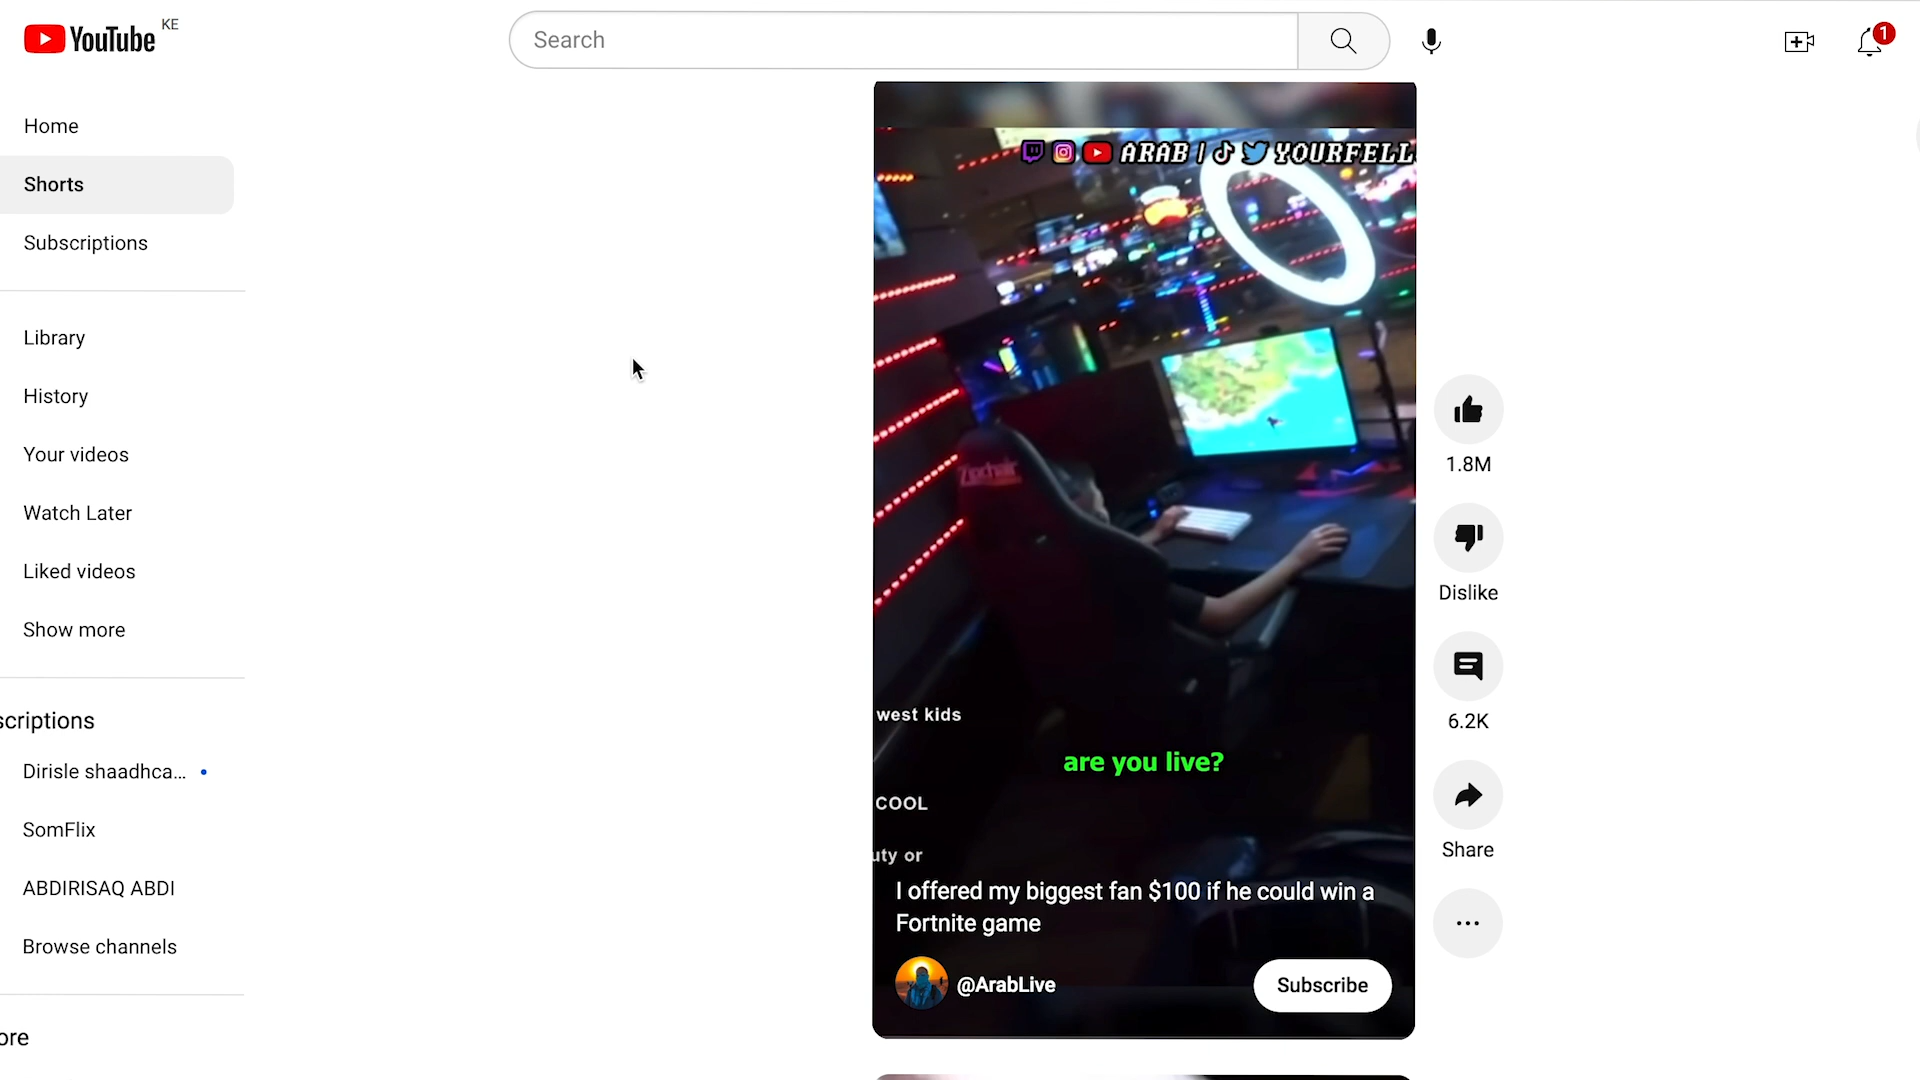 YouTube KE
Search
1
Home
Shorts
Subscriptions
Library
History
Your videos
Watch Later
Liked videos
Show more
scriptions
Dirisle shaadhca...
SomFlix
ABDIRISAQ ABDI
Browse channels
ore
ARAB | YOURFELL
Ziachair
west kids
are you live?
COOL
uty or
I offered my biggest fan $100 if he could win a
Fortnite game
@ArabLive
Subscribe
1.8M
Dislike
6.2K
Share